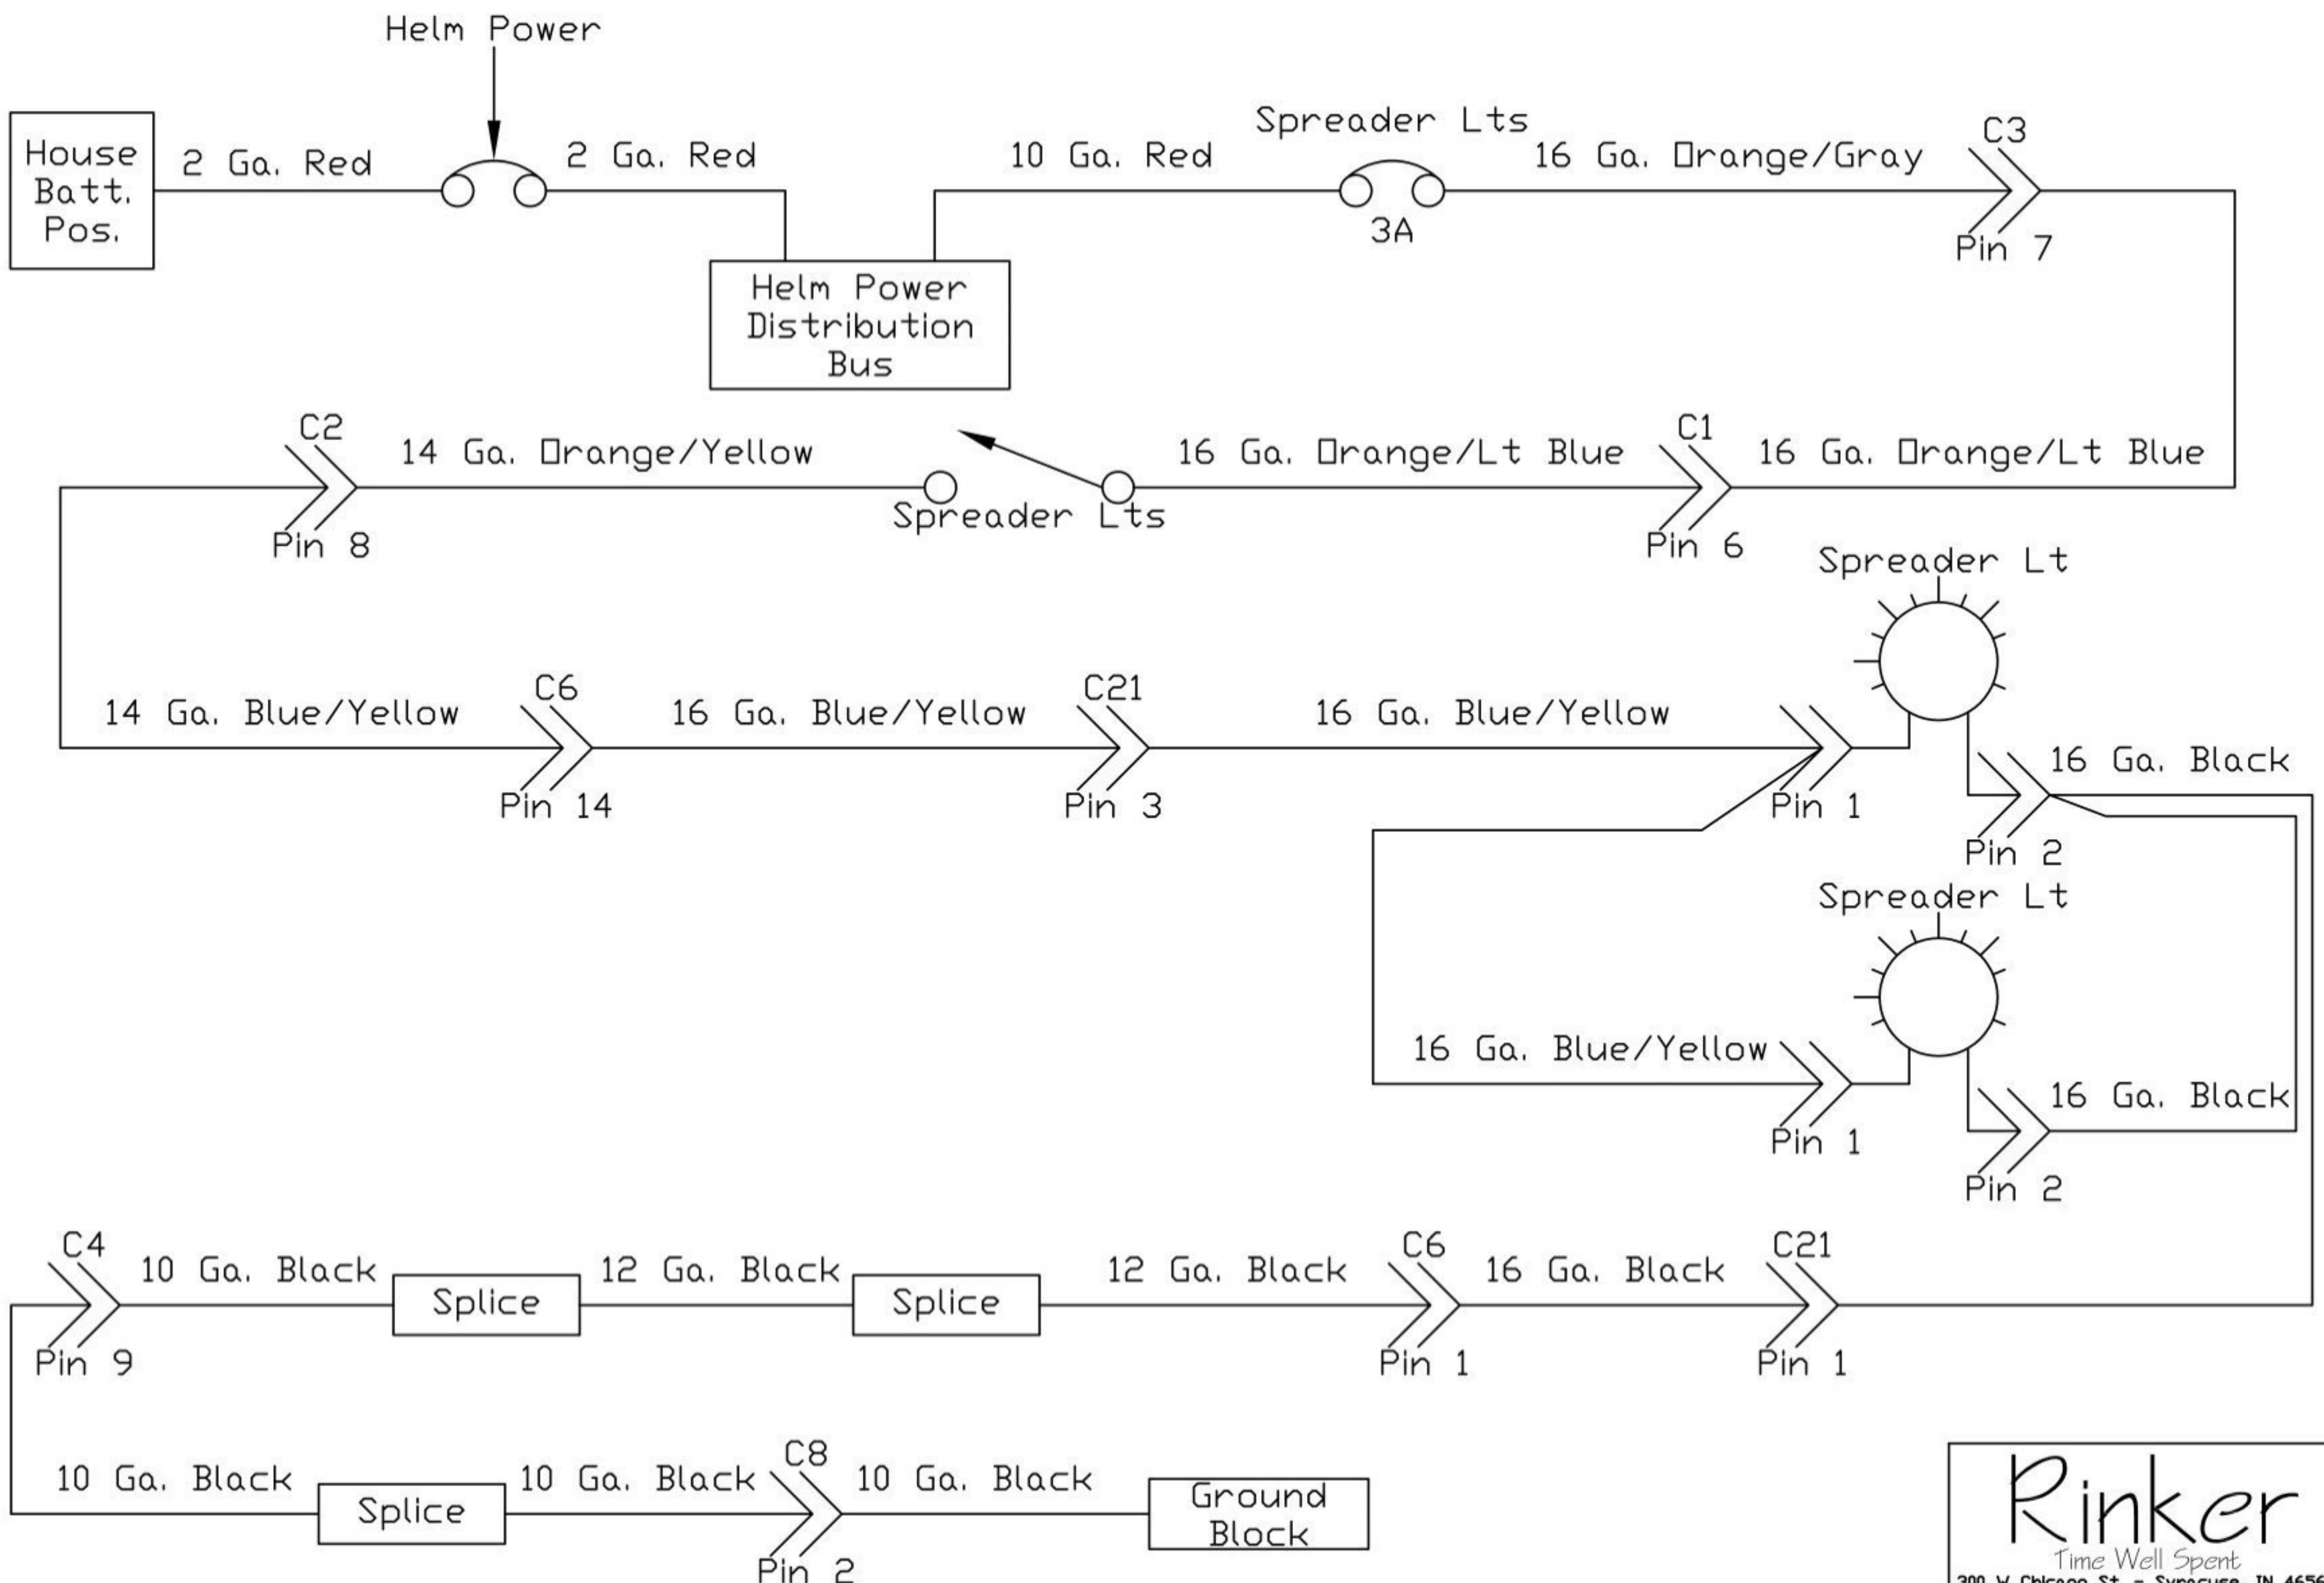 Helm Power
House
Batt.
Pos.
2 Ga. Red
2 Ga. Red
10 Ga. Red
Spreader Lts
3A
16 Ga. Orange/Gray
C3
Pin 7
Helm Power
Distribution
Bus
C2
Pin 8
14 Ga. Orange/Yellow
Spreader Lts
16 Ga. Orange/Lt Blue
C1
Pin 6
16 Ga. Orange/Lt Blue
Spreader Lt
14 Ga. Blue/Yellow
C6
Pin 14
16 Ga. Blue/Yellow
C21
Pin 3
16 Ga. Blue/Yellow
Pin 1
16 Ga. Black
Pin 2
Spreader Lt
16 Ga. Blue/Yellow
Pin 1
16 Ga. Black
Pin 2
C4
Pin 9
10 Ga. Black
Splice
12 Ga. Black
Splice
12 Ga. Black
C6
Pin 1
16 Ga. Black
C21
Pin 1
10 Ga. Black
Splice
10 Ga. Black
C8
Pin 2
10 Ga. Black
Ground
Block
Rinker
Time Well Spent
300 W Chicago St. - Syracuse, IN 4656